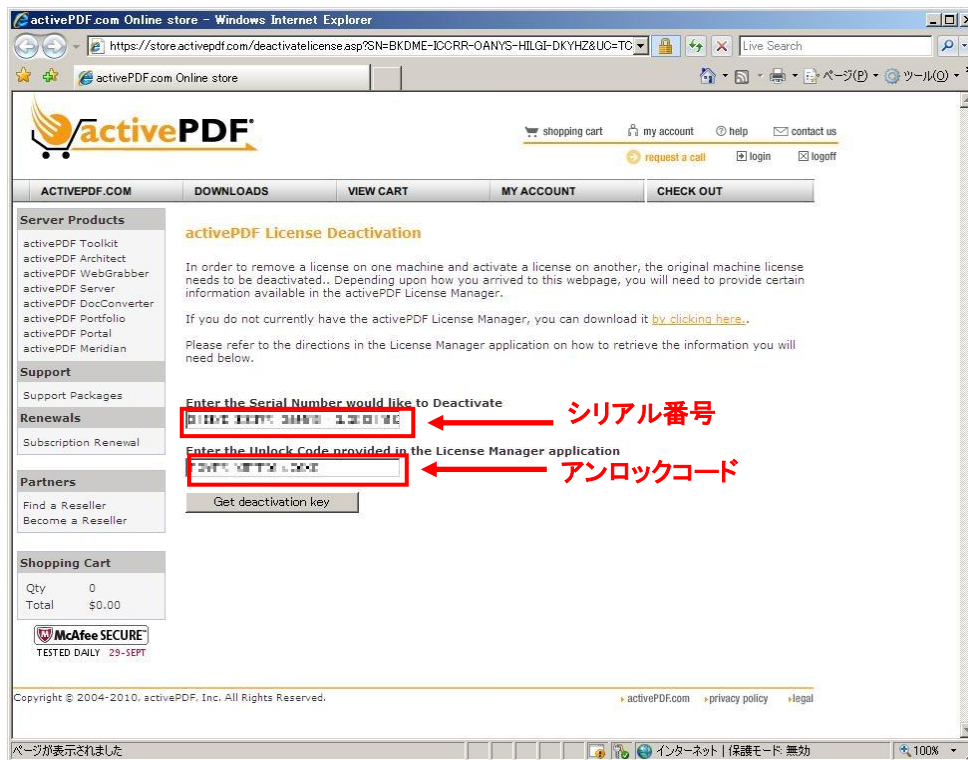 activePDF.com Online store - Windows Internet Explorer
https://store.activepdf.com/deactivatelicense.asp?SN=BKDME-ICCRR-OANYS-HILGI-DKYHZ&UC=TC
Live Search
activePDF.com Online store
ページ(P)
ツール(O)
activePDF
shopping cart
my account
help
contact us
request a call
login
logoff
ACTIVEPDF.COM
DOWNLOADS
VIEW CART
MY ACCOUNT
CHECK OUT
Server Products
activePDF Toolkit
activePDF Architect
activePDF WebGrabber
activePDF Server
activePDF DocConverter
activePDF Portfolio
activePDF Portal
activePDF Meridian
Support
Support Packages
Renewals
Subscription Renewal
Partners
Find a Reseller
Become a Reseller
Shopping Cart
Qty 0
Total $0.00
McAfee SECURE
TESTED DAILY 29-SEPT
activePDF License Deactivation
In order to remove a license on one machine and activate a license on another, the original machine license
needs to be deactivated.. Depending upon how you arrived to this webpage, you will need to provide certain
information available in the activePDF License Manager.
If you do not currently have the activePDF License Manager, you can download it by clicking here..
Please refer to the directions in the License Manager application on how to retrieve the information you will
need below.
Enter the Serial Number would like to Deactivate
シリアル番号
Enter the Unlock Code provided in the License Manager application
アンロックコード
Get deactivation key
Copyright © 2004-2010, activePDF, Inc. All Rights Reserved.
activePDF.com
privacy policy
legal
ページが表示されました
インターネット | 保護モード: 無効
100%